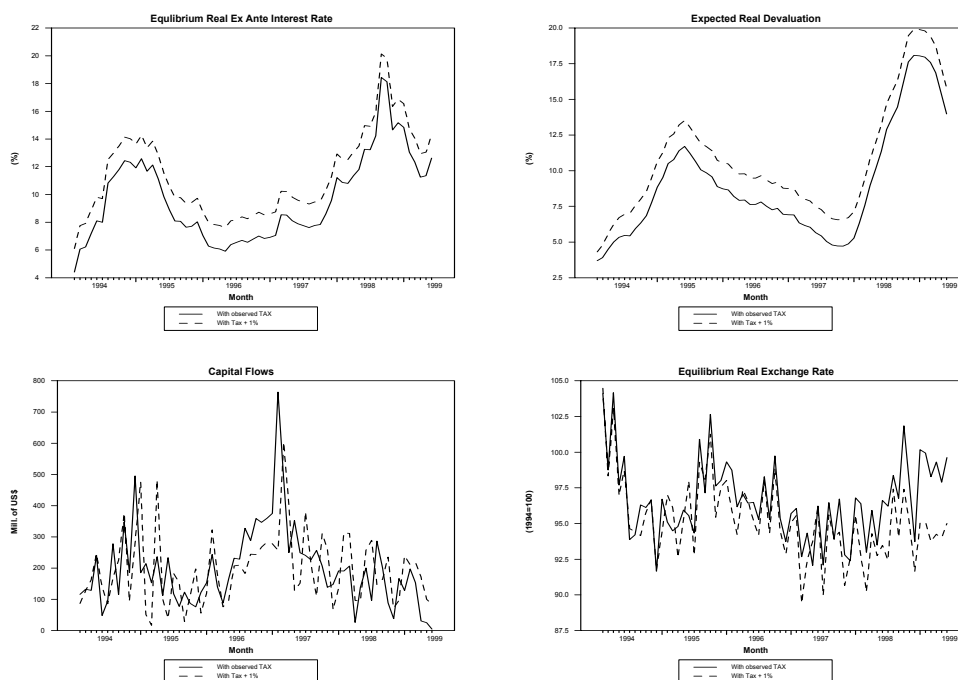 Equlibrium Real Ex Ante Interest Rate
22
20
18
16
14
12
10
8
6
4
(%)
1994 1995 1996 1997 1998 1999
Month
With observed TAX
With Tax + 1%
Expected Real Devaluation
20.0
17.5
15.0
12.5
10.0
7.5
5.0
2.5
(%)
1994 1995 1996 1997 1998 1999
Month
With observed TAX
With Tax + 1%
Capital Flows
800
700
600
500
400
300
200
100
0
Mill. of US$
1994 1995 1996 1997 1998 1999
Month
With observed TAX
With Tax + 1%
Equilibrium Real Exchange Rate
105.0
102.5
100.0
97.5
95.0
92.5
90.0
87.5
(1994=100)
1994 1995 1996 1997 1998 1999
Month
With observed TAX
With Tax + 1%